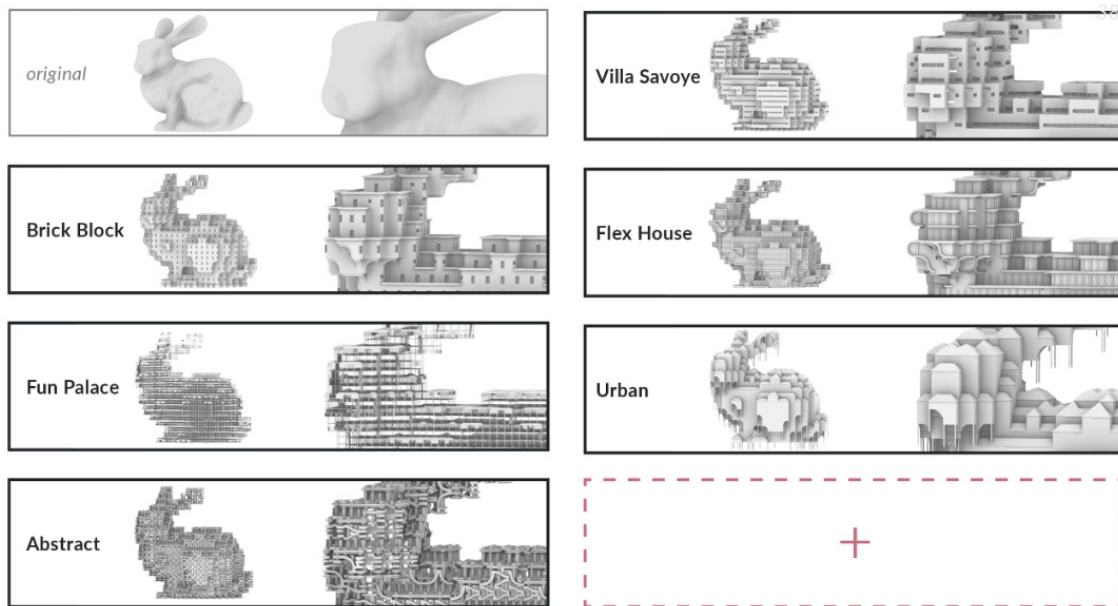 original
Villa Savoye
Brick Block
Flex House
Fun Palace
Urban
Abstract
+